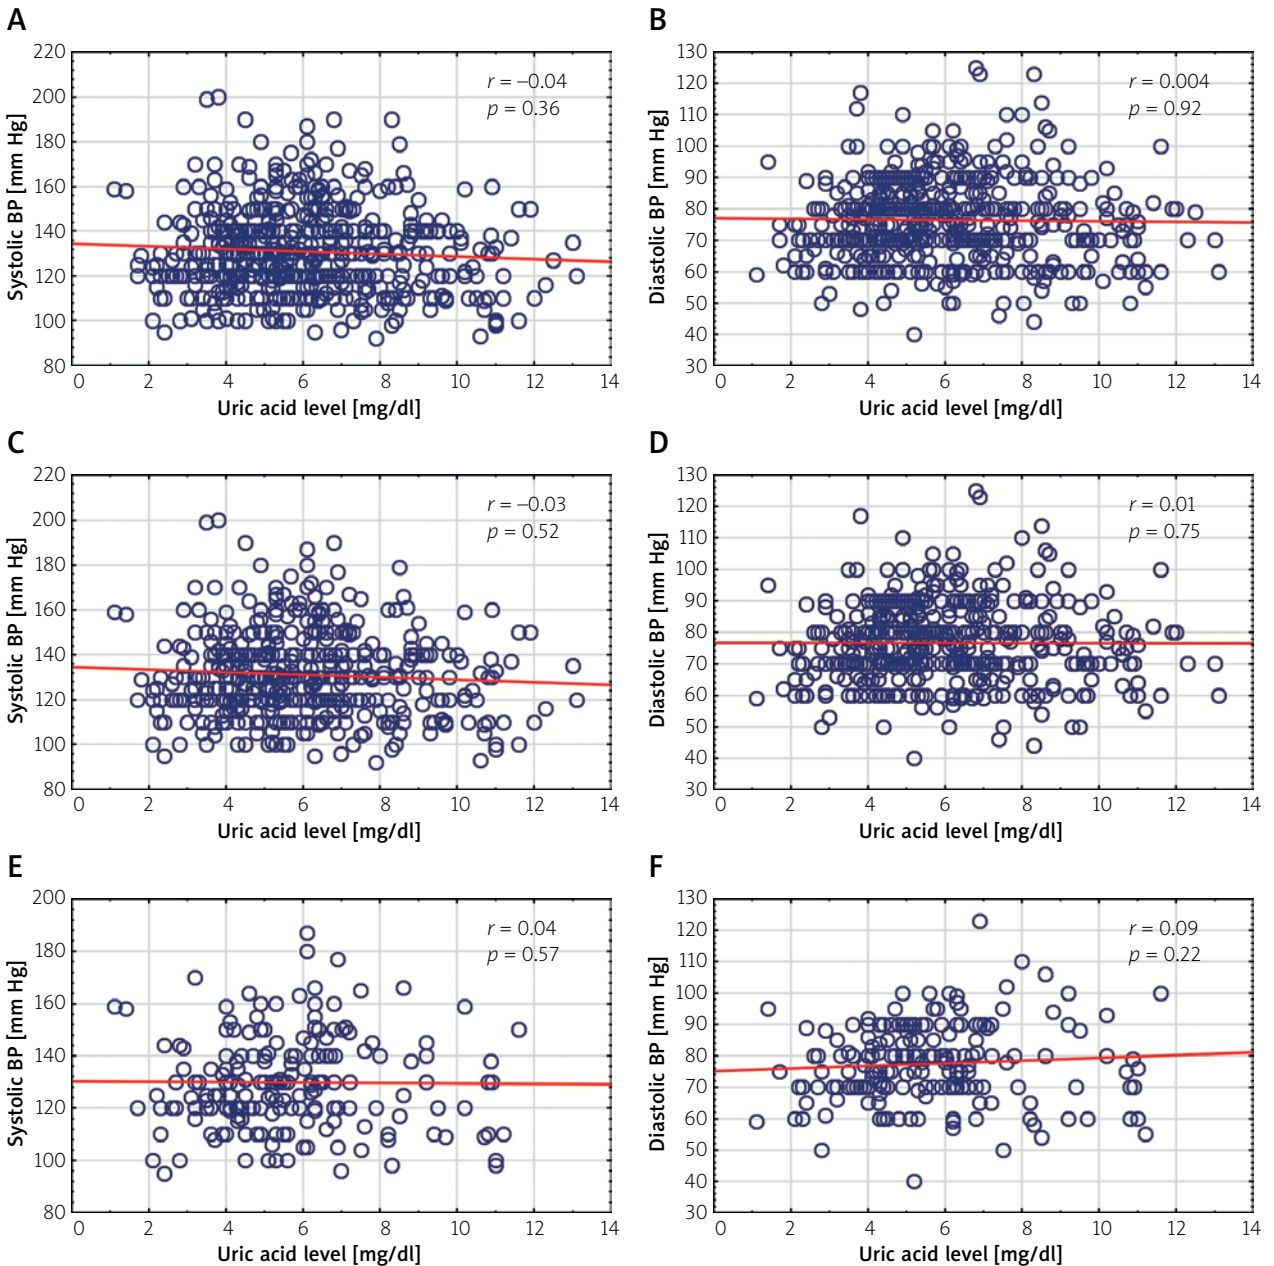 A
B
220
200
180
160
140
120
100
80
Systolic BP [mm Hg]
r = –0.04
p = 0.36
0 2 4 6 8 10 12 14
Uric acid level [mg/dl]
130
120
110
100
90
80
70
60
50
40
30
Diastolic BP [mm Hg]
r = 0.004
p = 0.92
0 2 4 6 8 10 12 14
Uric acid level [mg/dl]
C
D
220
200
180
160
140
120
100
80
Systolic BP [mm Hg]
r = –0.03
p = 0.52
0 2 4 6 8 10 12 14
Uric acid level [mg/dl]
130
120
110
100
90
80
70
60
50
40
30
Diastolic BP [mm Hg]
r = 0.01
p = 0.75
0 2 4 6 8 10 12 14
Uric acid level [mg/dl]
E
F
200
180
160
140
120
100
80
Systolic BP [mm Hg]
r = 0.04
p = 0.57
0 2 4 6 8 10 12 14
Uric acid level [mg/dl]
130
120
110
100
90
80
70
60
50
40
30
Diastolic BP [mm Hg]
r = 0.09
p = 0.22
0 2 4 6 8 10 12 14
Uric acid level [mg/dl]